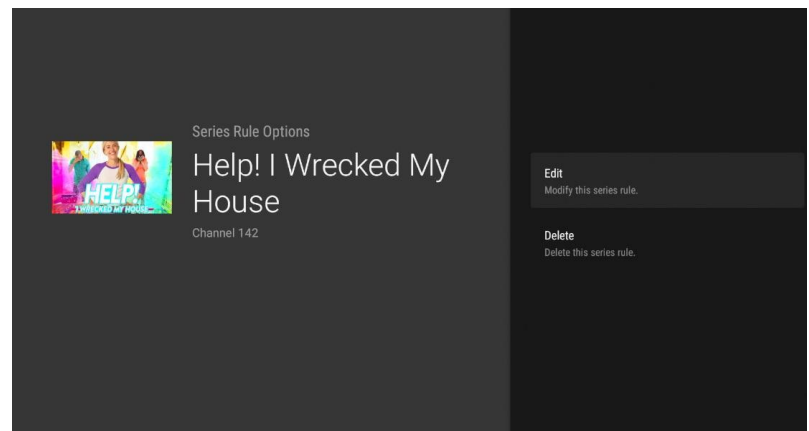 Series Rule Options
Help! I Wrecked My
House
Channel 142
HELP!
I WRECKED MY HOUSE
Edit
Modify this series rule.
Delete
Delete this series rule.